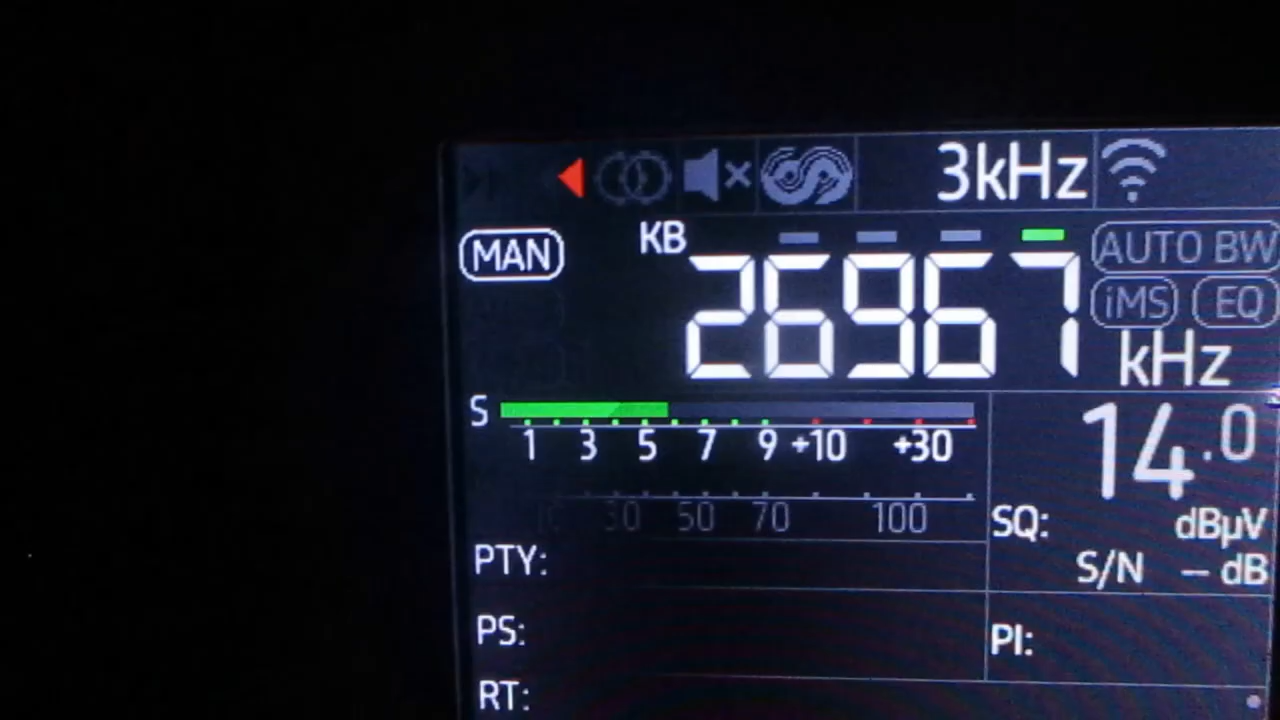 3kHz
MAN KB 26967 kHz AUTO BW
iMS EQ
S 1 3 5 7 9 +10 +30
14.0
30 50 70 100
SQ: dBµV
S/N – dB
PTY:
PS:
PI:
RT: